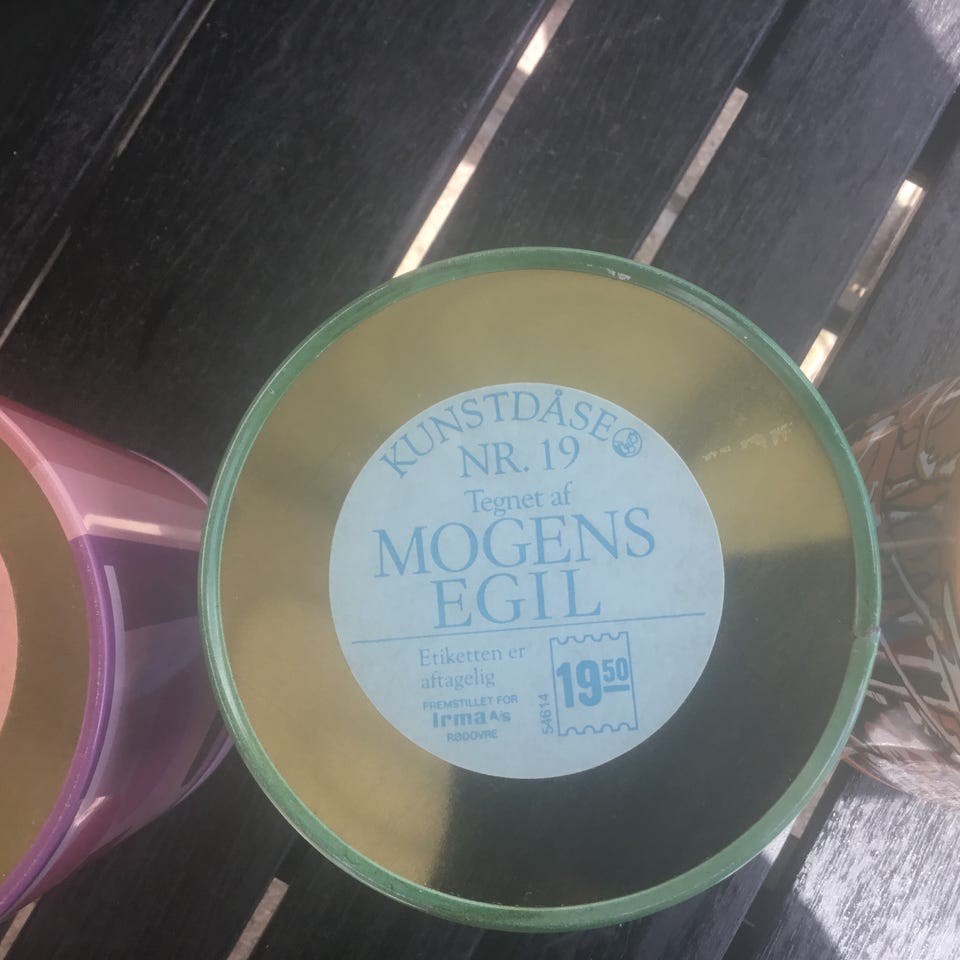 KUNSTDÅSE
NR. 19
Tegnet af
MOGENS
EGIL
Etiketten er
aftagelig
FREMSTILLET FOR
Irma A/S
RØDOVRE
54614
19 50